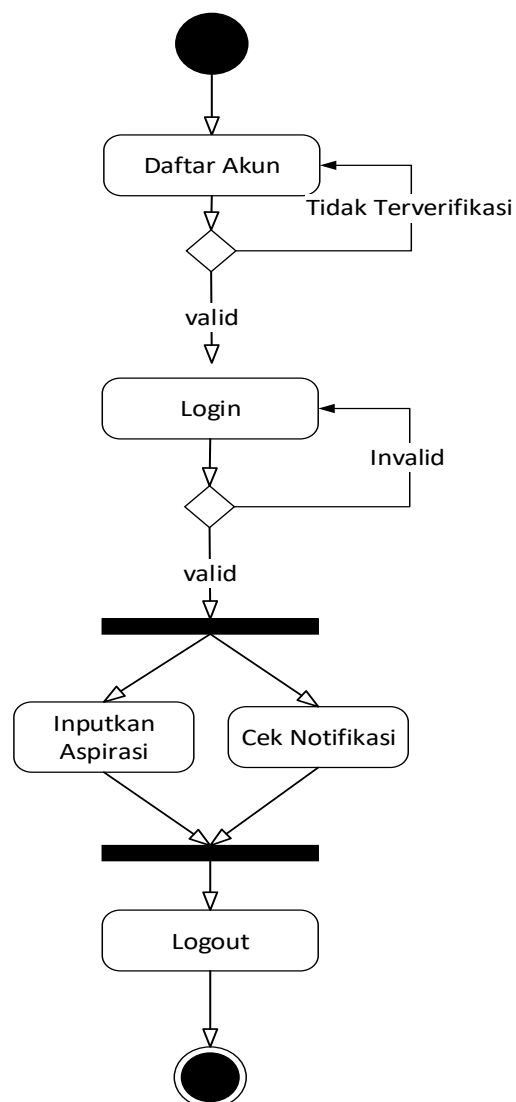 Daftar Akun
Tidak Terverifikasi
valid
Login
Invalid
valid
Inputkan
Aspirasi
Cek Notifikasi
Logout